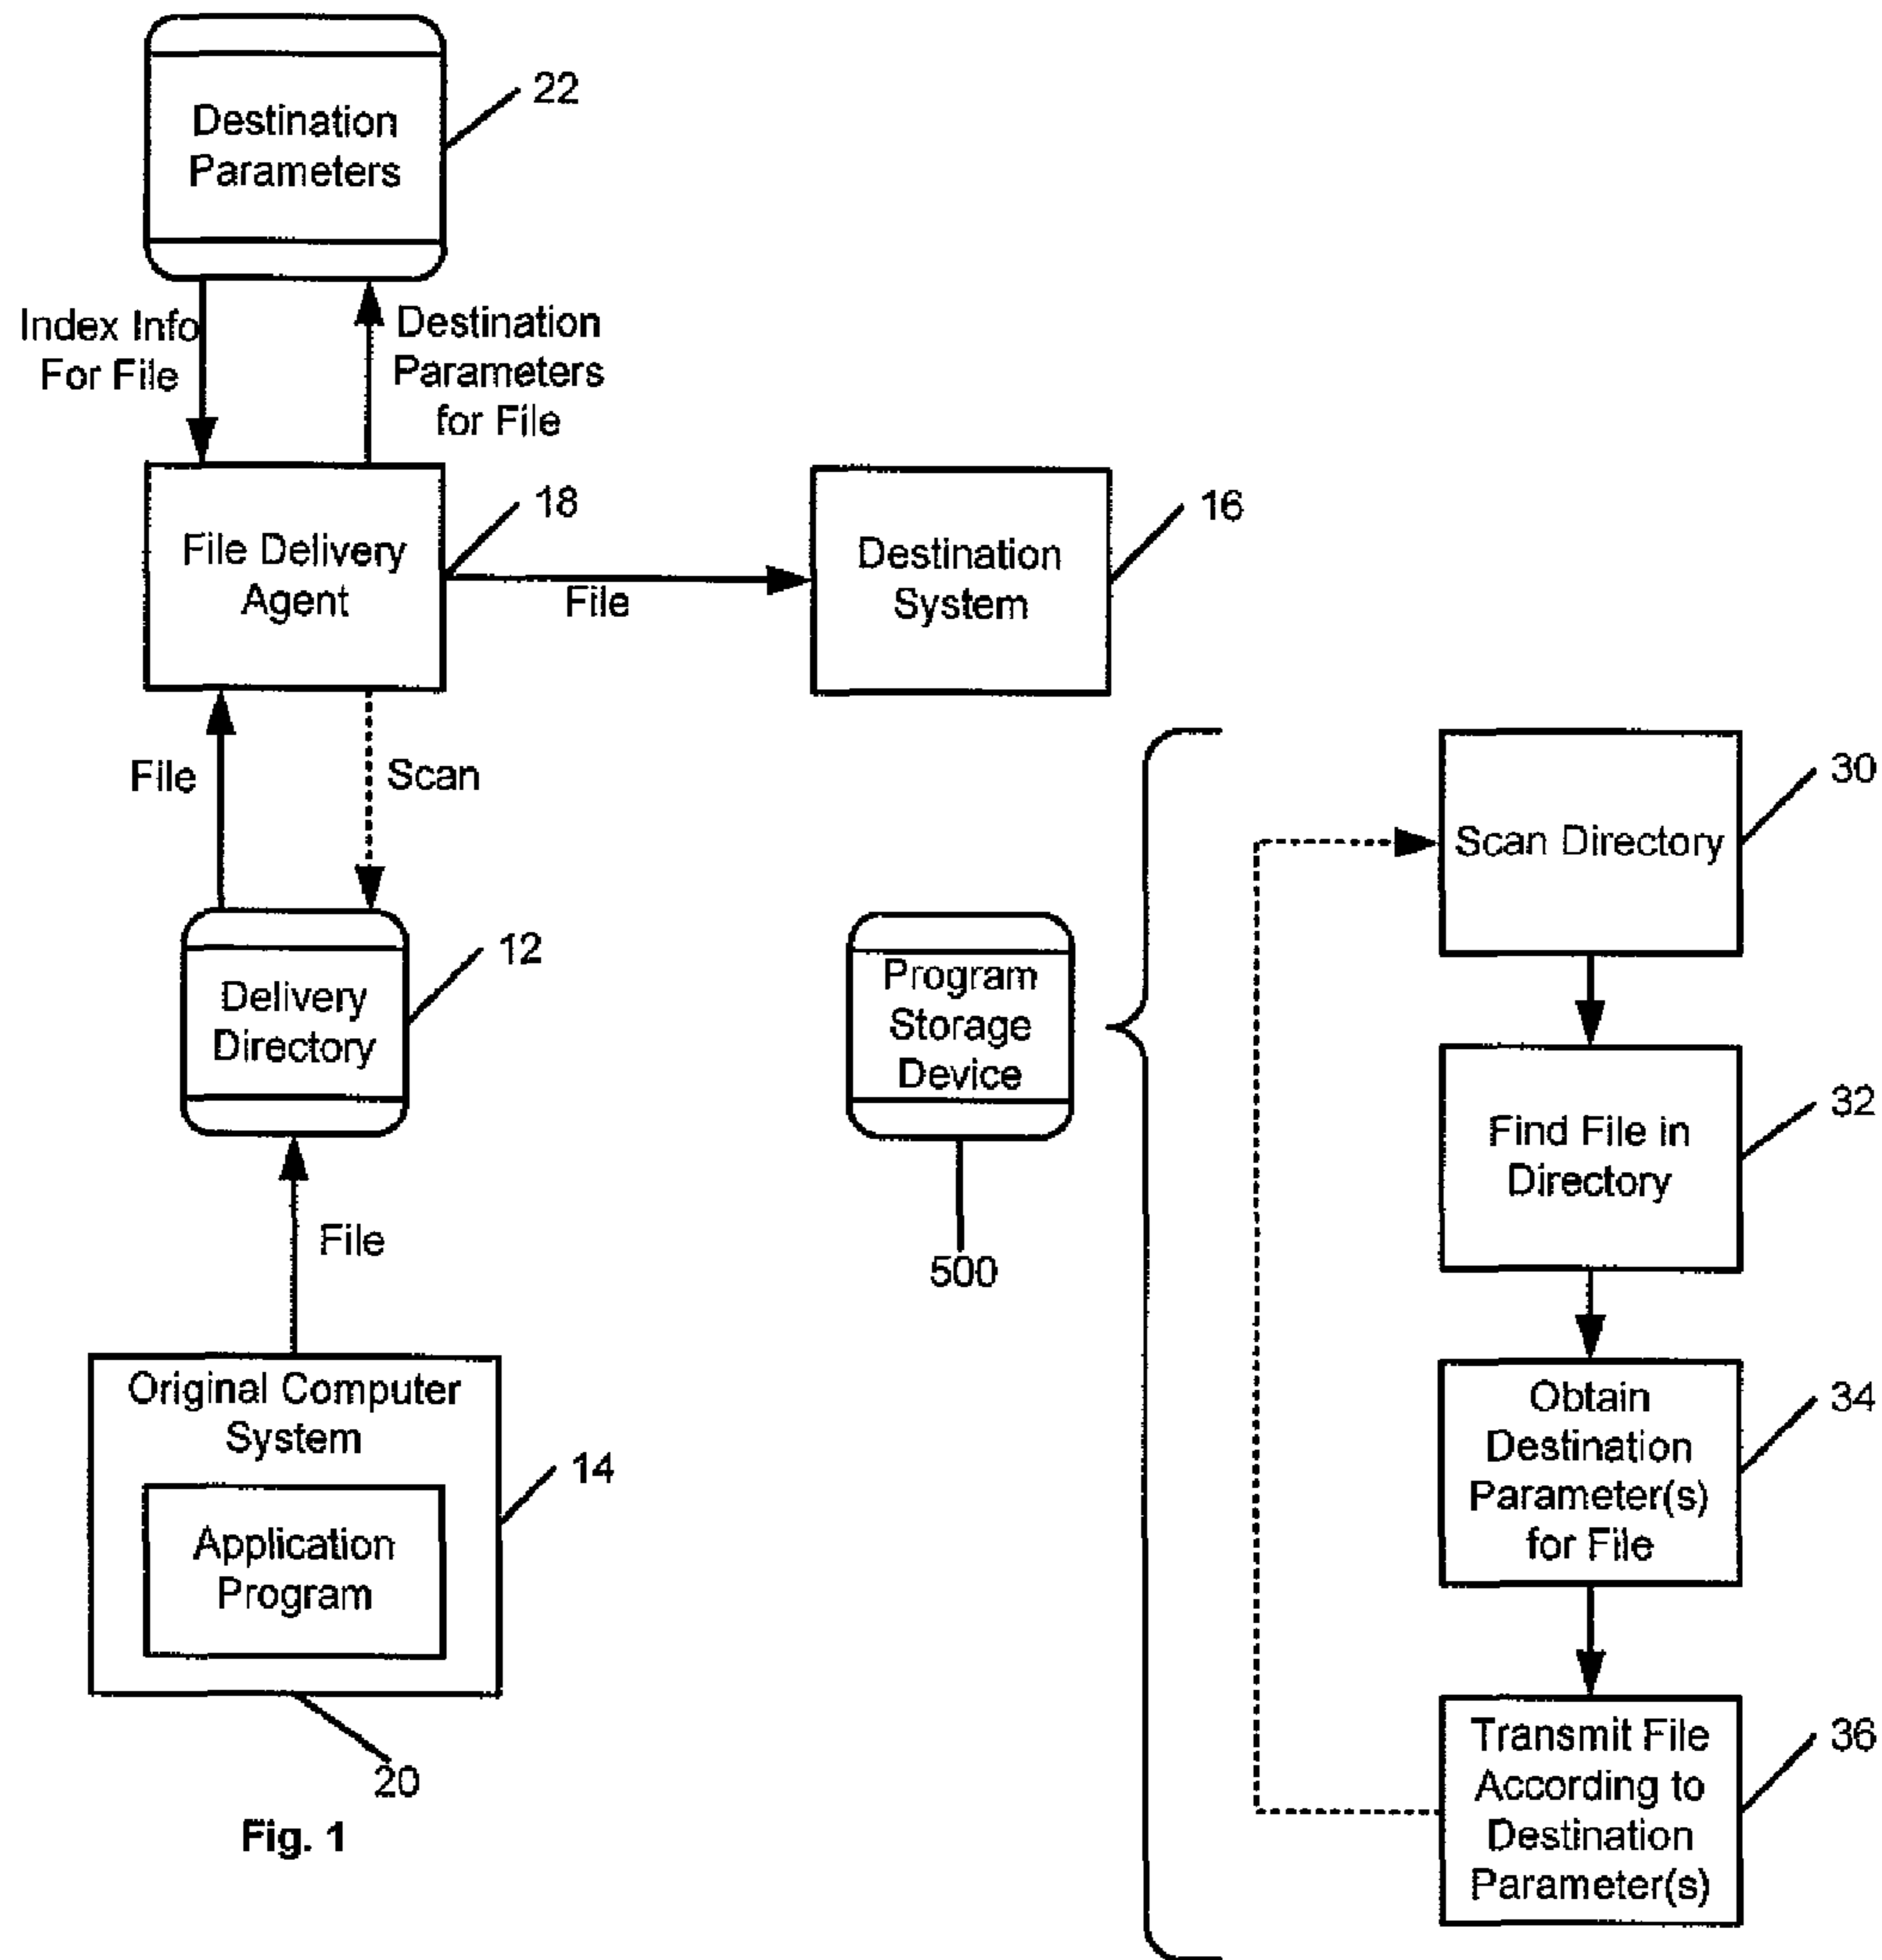 Destination
Parameters
22
Index Info
For File
Destination
Parameters
for File
File Delivery
Agent
18
File
Destination
System
16
File
Scan
Delivery
Directory
12
File
Original Computer
System
14
Application
Program
20
Fig. 1
Program
Storage
Device
500
Scan Directory
30
Find File in
Directory
32
Obtain
Destination
Parameter(s)
for File
34
Transmit File
According to
Destination
Parameter(s)
36